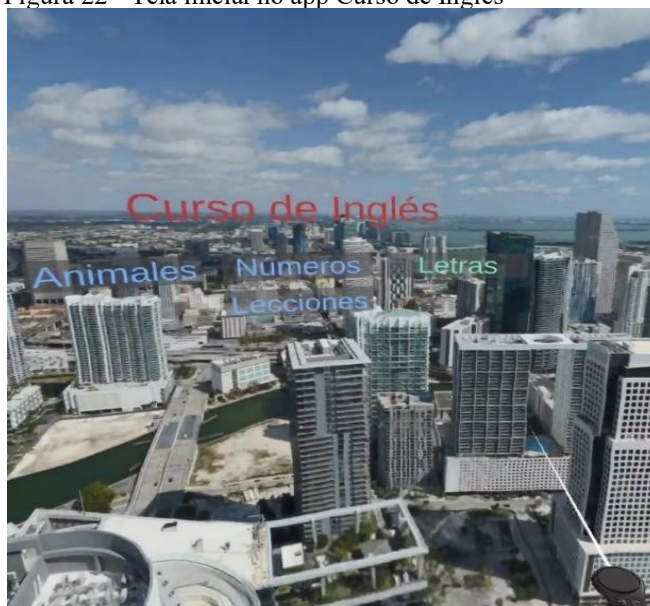 Figura 22 - Tela inicial no app Curso de Inglês
Curso de Inglés
Animales Números Letras
Lecciones